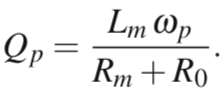 Q_p = \frac{L_m \omega_p}{R_m + R_0}.